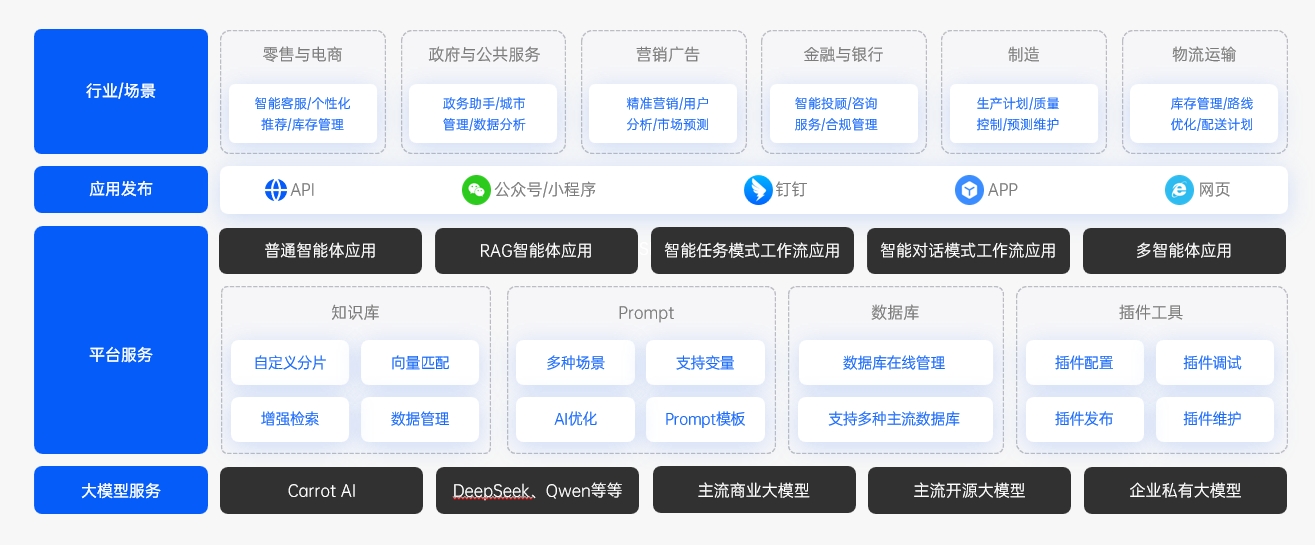 行业/场景
零售与电商
智能客服/个性化
推荐/库存管理
政府与公共服务
政务助手/城市
管理/数据分析
营销广告
精准营销/用户
分析/市场预测
金融与银行
智能投顾/咨询
服务/合规管理
制造
生产计划/质量
控制/预测维护
物流运输
库存管理/路线
优化/配送计划
应用发布
API
公众号/小程序
钉钉
APP
网页
平台服务
普通智能体应用
RAG智能体应用
智能任务模式工作流应用
智能对话模式工作流应用
多智能体应用
知识库
自定义分片
向量匹配
增强检索
数据管理
Prompt
多种场景
支持变量
AI优化
Prompt模板
数据库
数据库在线管理
支持多种主流数据库
插件工具
插件配置
插件调试
插件发布
插件维护
大模型服务
Carrot AI
DeepSeek、Qwen等等
主流商业大模型
主流开源大模型
企业私有大模型